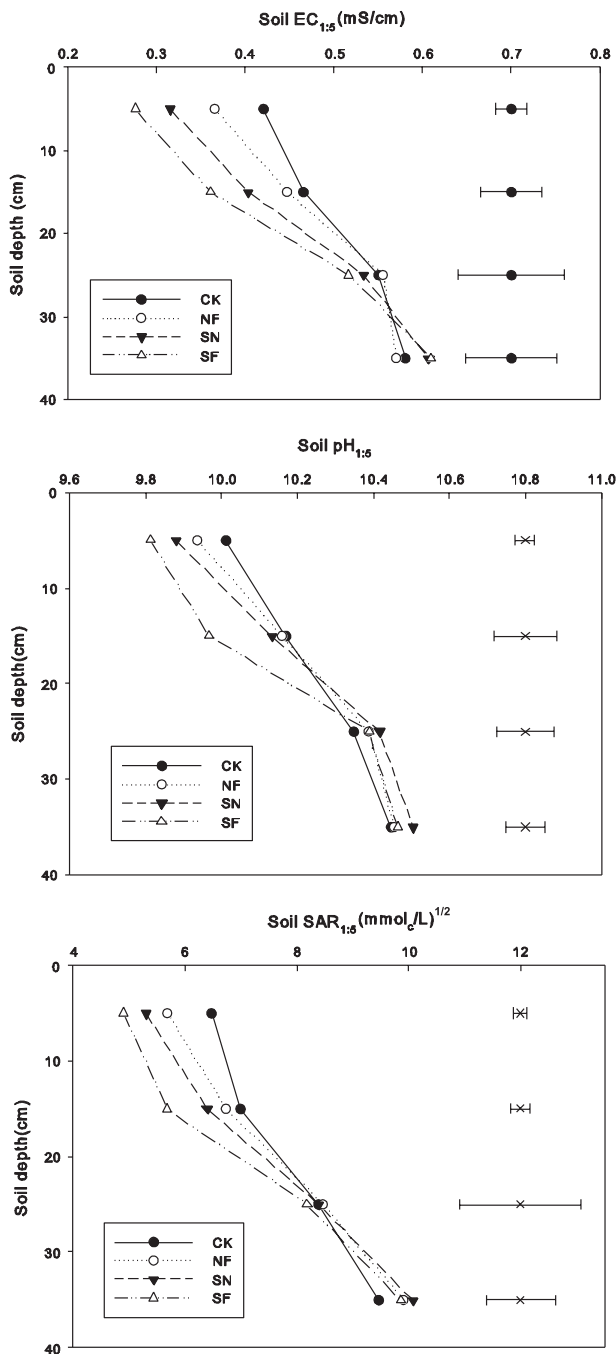 Soil EC1:5(mS/cm)
0.2 0.3 0.4 0.5 0.6 0.7 0.8
0
10
20
30
40
Soil depth (cm)
CK
NF
SN
SF
Soil pH1:5
9.6 9.8 10.0 10.2 10.4 10.6 10.8 11.0
0
10
20
30
40
Soil depth(cm)
CK
NF
SN
SF
Soil SAR1:5(mmolc/L)1/2
4 6 8 10 12
0
10
20
30
40
Soil depth(cm)
CK
NF
SN
SF